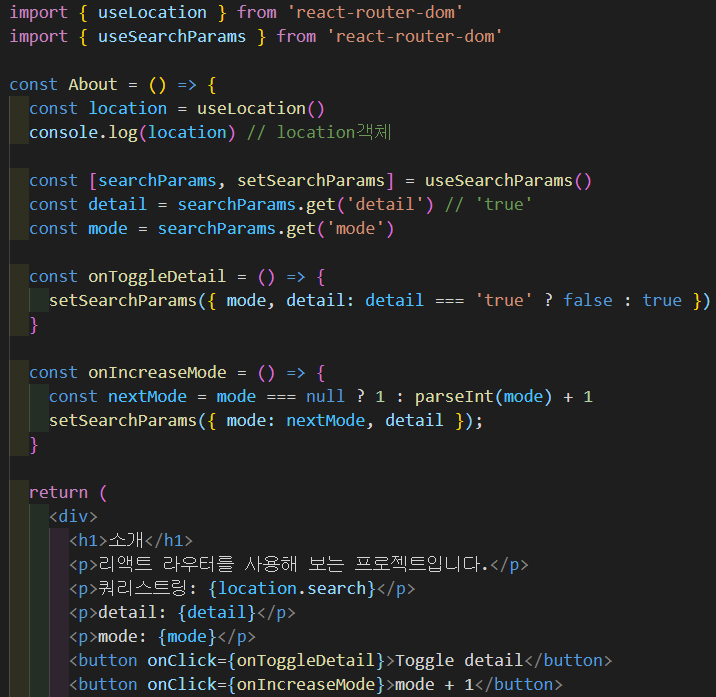 import { useLocation } from 'react-router-dom'
import { useSearchParams } from 'react-router-dom'
const About = () => {
const location = useLocation()
console.log(location) // location객체
const [searchParams, setSearchParams] = useSearchParams()
const detail = searchParams.get('detail') // 'true'
const mode = searchParams.get('mode')
const onToggleDetail = () => {
setSearchParams({ mode, detail: detail === 'true' ? false : true })
}
const onIncreaseMode = () => {
const nextMode = mode === null ? 1 : parseInt(mode) + 1
setSearchParams({ mode: nextMode, detail });
}
return (
<div>
<h1>소개</h1>
<p>리액트 라우터를 사용해 보는 프로젝트입니다.</p>
<p>쿼리스트링: {location.search}</p>
<p>detail: {detail}</p>
<p>mode: {mode}</p>
<button onClick={onToggleDetail}>Toggle detail</button>
<button onClick={onIncreaseMode}>mode + 1</button>